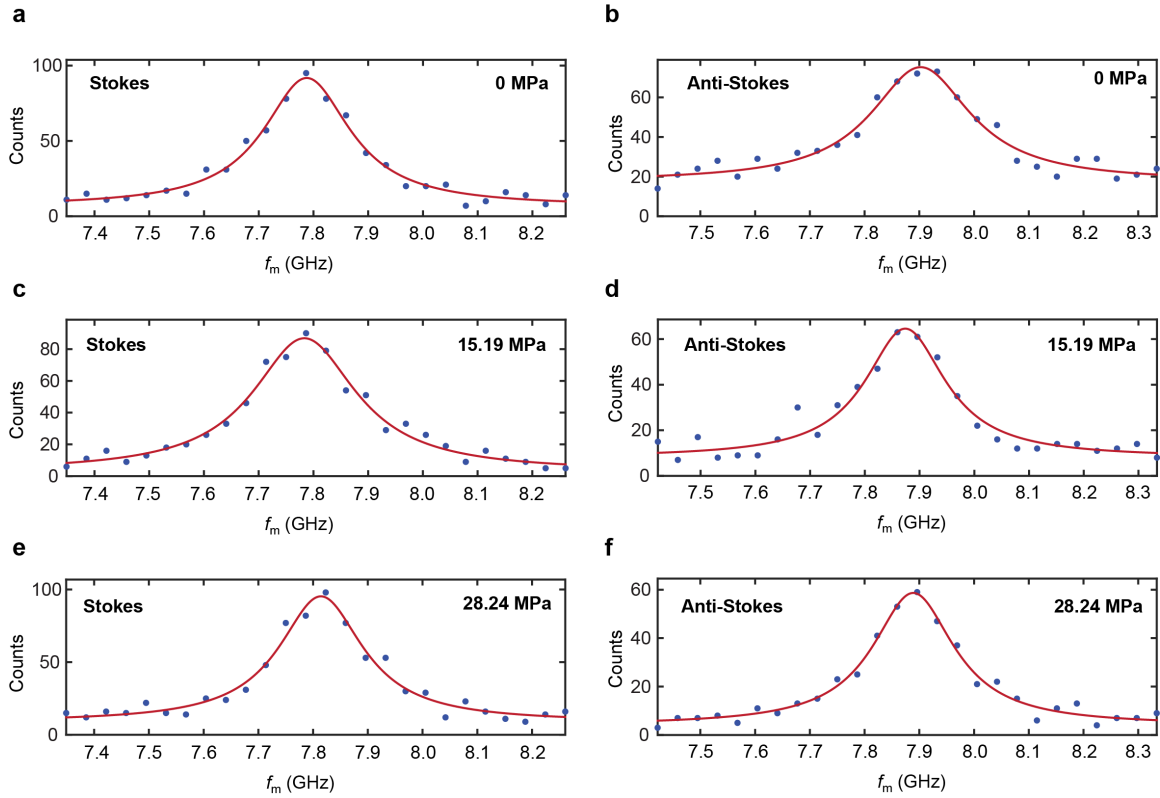 a
Stokes
0 MPa
Counts
100
50
0
7.4 7.5 7.6 7.7 7.8 7.9 8.0 8.1 8.2
fm (GHz)
b
Anti-Stokes
0 MPa
Counts
60
40
20
0
7.5 7.6 7.7 7.8 7.9 8.0 8.1 8.2 8.3
fm (GHz)
c
Stokes
15.19 MPa
Counts
80
60
40
20
0
7.4 7.5 7.6 7.7 7.8 7.9 8.0 8.1 8.2
fm (GHz)
d
Anti-Stokes
15.19 MPa
Counts
60
40
20
0
7.5 7.6 7.7 7.8 7.9 8.0 8.1 8.2 8.3
fm (GHz)
e
Stokes
28.24 MPa
Counts
100
50
0
7.4 7.5 7.6 7.7 7.8 7.9 8.0 8.1 8.2
fm (GHz)
f
Anti-Stokes
28.24 MPa
Counts
60
40
20
0
7.5 7.6 7.7 7.8 7.9 8.0 8.1 8.2 8.3
fm (GHz)